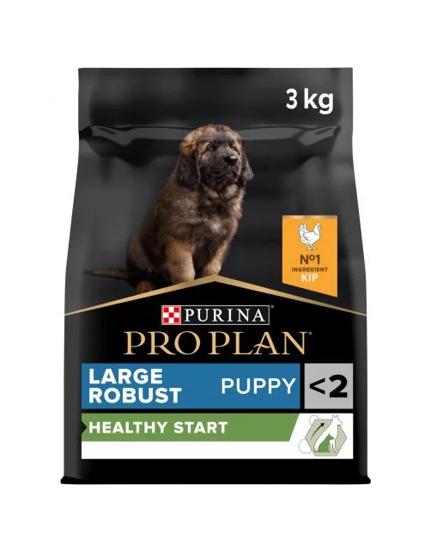 3 kg
Nº1
INGREDIENT
KIP
PURINA
PRO PLAN
LARGE
ROBUST
PUPPY
<2
HEALTHY START